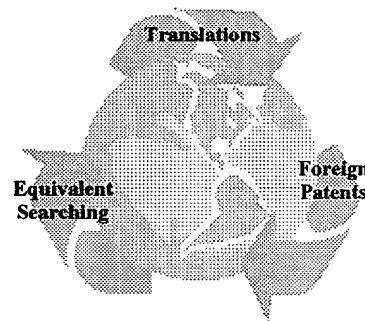 Translations
Foreign
Patents
Equivalent
Searching